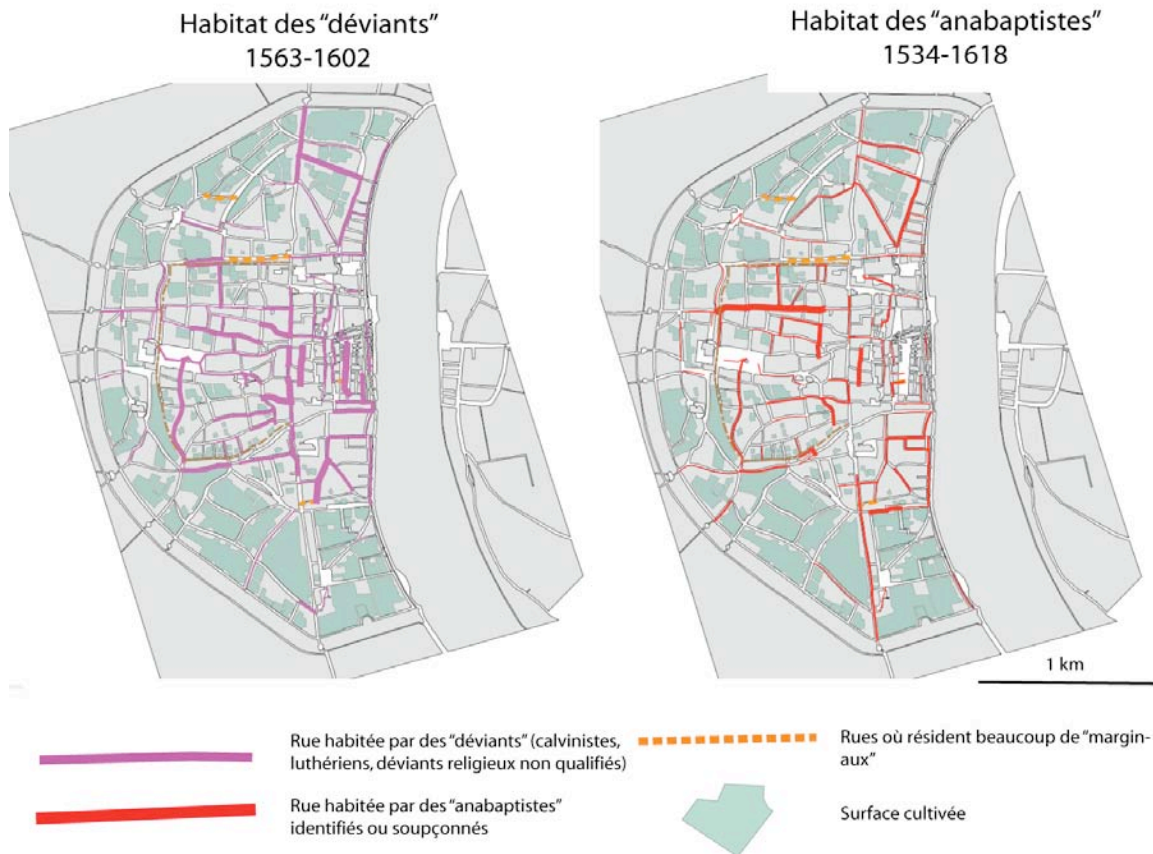 Habitat des “déviants”
1563-1602
Habitat des “anabaptistes”
1534-1618
1 km
Rue habitée par des “déviants” (calvinistes,
luthériens, déviants religieux non qualifiés)
Rues où résident beaucoup de “margin-
aux”
Rue habitée par des “anabaptistes”
identifiés ou soupçonnés
Surface cultivée